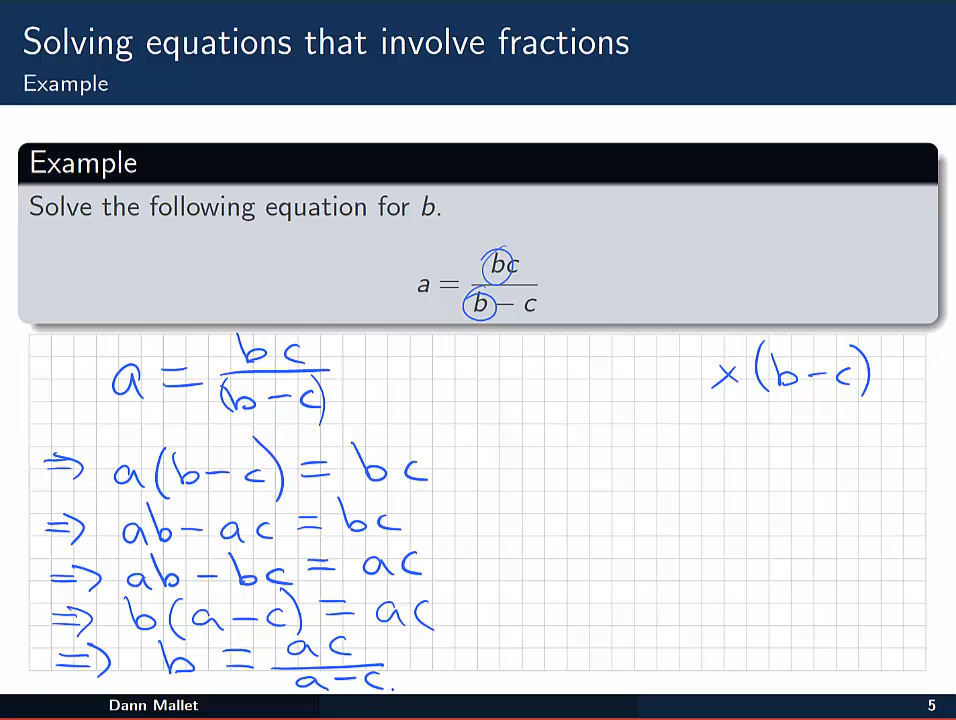 Solving equations that involve fractions
Example
Example
Solve the following equation for b.
a = bc / b − c
a = bc / (b − c)
× (b − c)
⇒ a(b − c) = bc
⇒ ab − ac = bc
⇒ ab − bc = ac
⇒ b(a − c) = ac
⇒ b = ac / a − c.
Dann Mallet
5